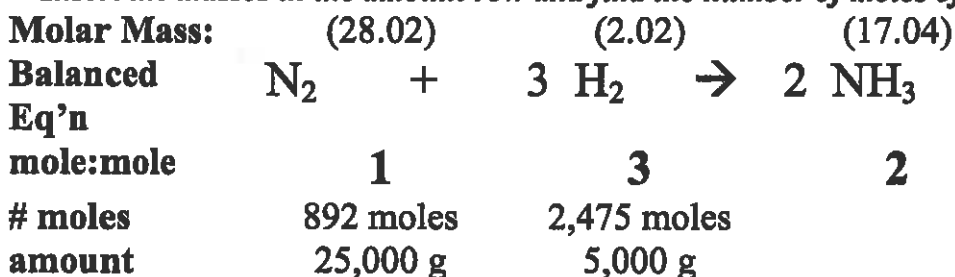 Molar Mass: (28.02) (2.02) (17.04)
Balanced N₂ + 3 H₂ → 2 NH₃
Eq’n
mole:mole 1 3 2
# moles 892 moles 2,475 moles
amount 25,000 g 5,000 g